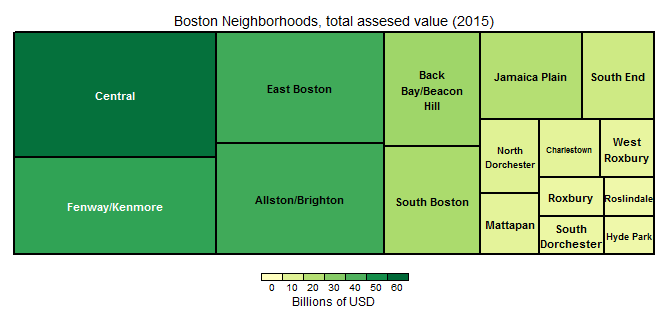 Boston Neighborhoods, total assesed value (2015)
Central
Fenway/Kenmore
East Boston
Allston/Brighton
Back
Bay/Beacon
Hill
South Boston
Jamaica Plain
South End
North
Dorchester
Mattapan
Charlestown
West
Roxbury
Roxbury
Roslindale
South
Dorchester
Hyde Park
0 10 20 30 40 50 60
Billions of USD